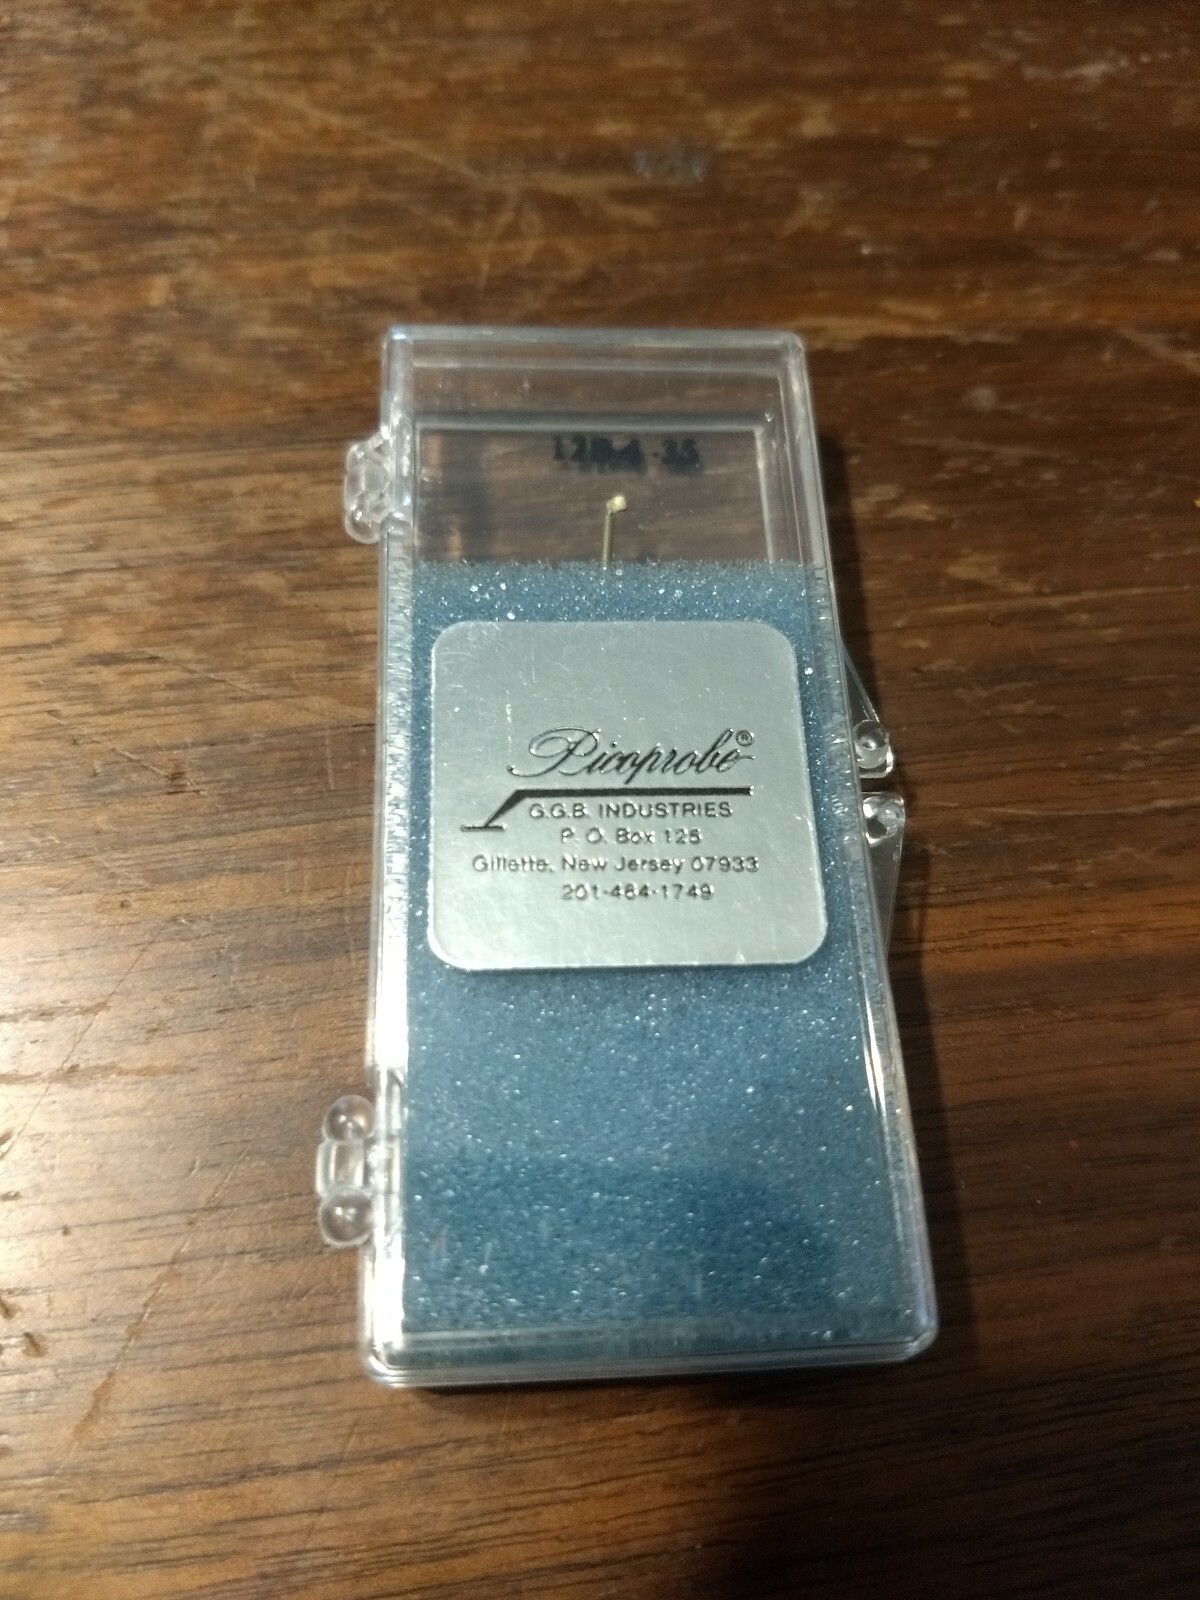 Picoprobe®
G.G.B. INDUSTRIES
P. O. Box 125
Gillette, New Jersey 07933
201-464-1749